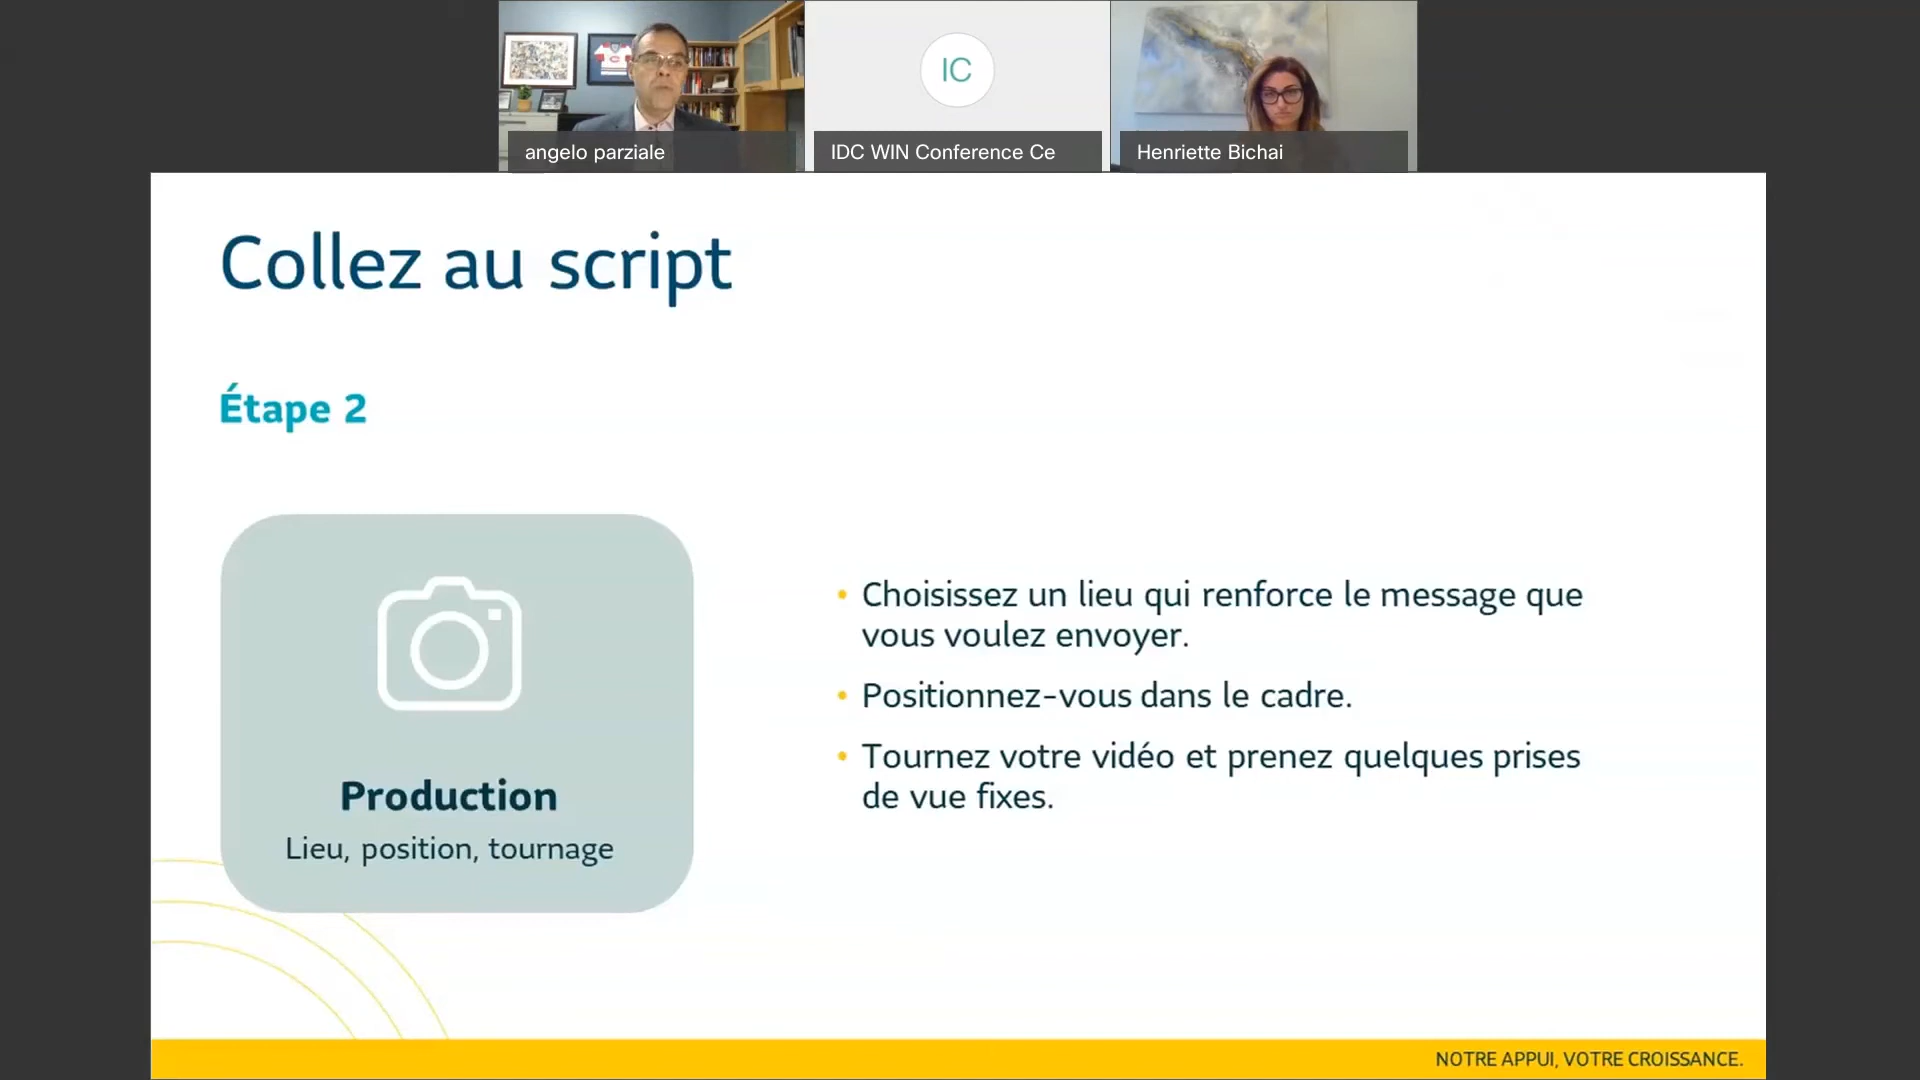 angelo parziale
IC
IDC WIN Conference Ce
Henriette Bichai
Collez au script
Étape 2
Production
Lieu, position, tournage
• Choisissez un lieu qui renforce le message que
vous voulez envoyer.
• Positionnez-vous dans le cadre.
• Tournez votre vidéo et prenez quelques prises
de vue fixes.
NOTRE APPUI, VOTRE CROISSANCE.